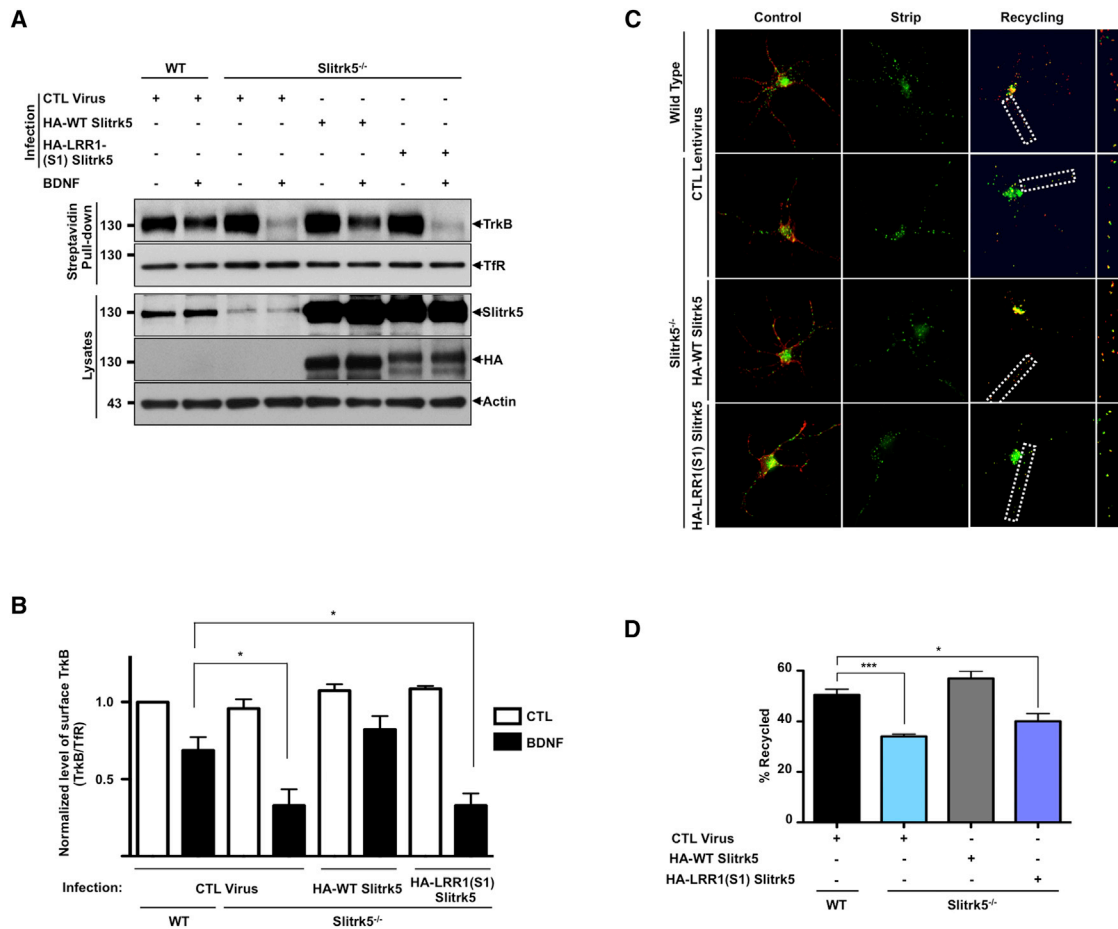 A
WT
Slitrk5-/-
Infection
CTL Virus + + + + - - - -
HA-WT Slitrk5 - - - - + + - -
HA-LRR1-
(S1) Slitrk5 - - - - - - + +
BDNF - + - + - + - +
Streptavidin
Pull-down
130 TrkB
130
TfR
Lysates
130 Slitrk5
130 HA
43 Actin
B
Normalized level of surface TrkB
(TrkB/TfR)
1.0
0.5
*
*
CTL
BDNF
Infection:
CTL Virus
HA-WT Slitrk5
HA-LRR1(S1)
Slitrk5
WT
Slitrk5-/-
C
Control
Strip
Recycling
Wild Type
CTL Lentivirus
Slitrk5-/-
HA-WT Slitrk5
HA-LRR1(S1) Slitrk5
D
% Recycled
60
40
20
0
***
*
CTL Virus + + - -
HA-WT Slitrk5 - - + -
HA-LRR1(S1) Slitrk5 - - - +
WT
Slitrk5-/-